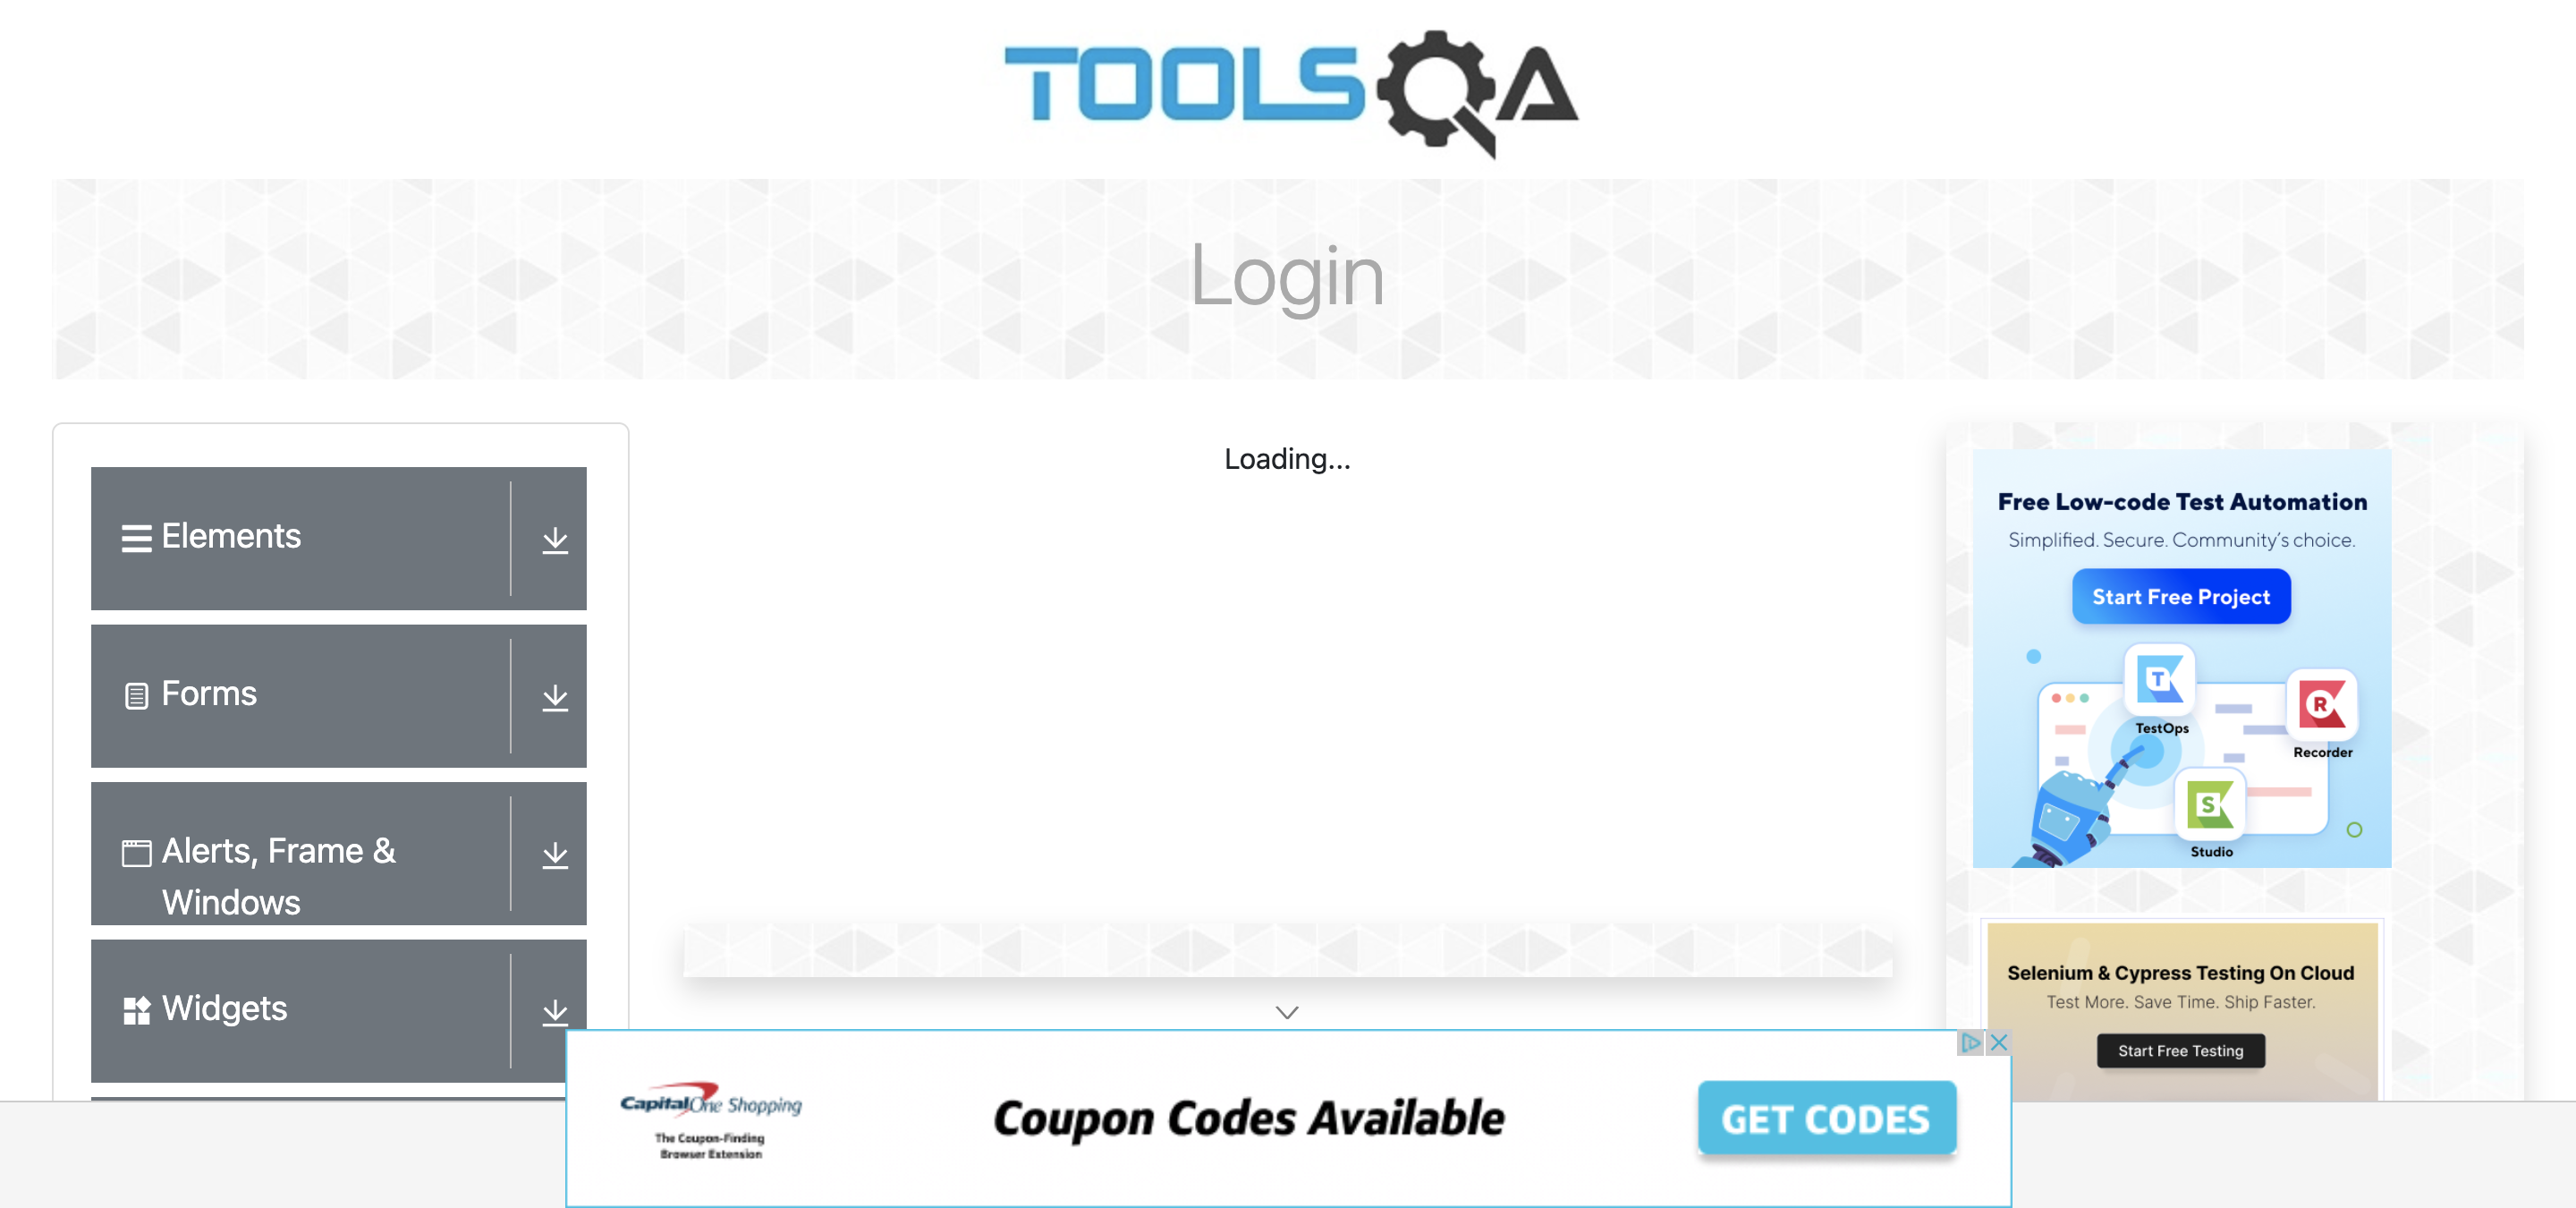 TOOLSQA
Login
Elements
Forms
Alerts, Frame &
Windows
Widgets
Loading...
Free Low-code Test Automation
Simplified. Secure. Community's choice.
Start Free Project
T
TestOps
R
Recorder
S
Studio
Selenium & Cypress Testing On Cloud
Test More. Save Time. Ship Faster.
Start Free Testing
CapitalOne Shopping
The Coupon-Finding
Browser Extension
Coupon Codes Available
GET CODES